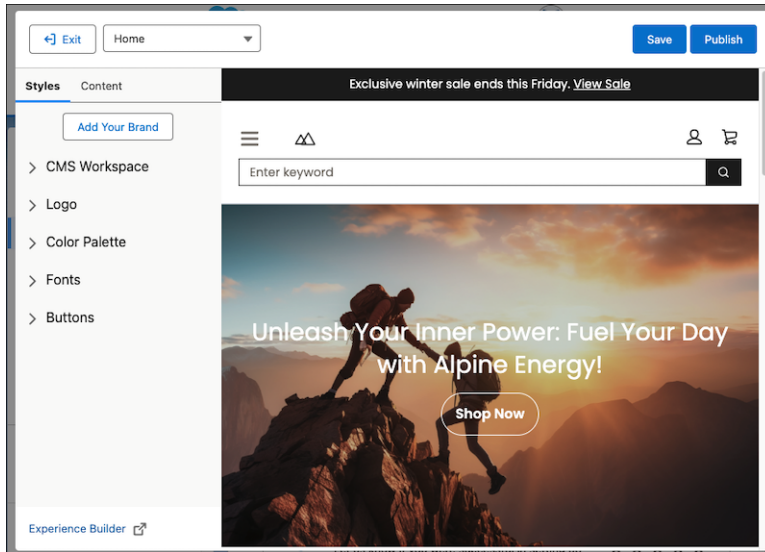 Exit
Home
Save
Publish
Styles
Content
Add Your Brand
CMS Workspace
Logo
Color Palette
Fonts
Buttons
Experience Builder
Exclusive winter sale ends this Friday. View Sale
Enter keyword
Unleash Your Inner Power: Fuel Your Day
with Alpine Energy!
Shop Now